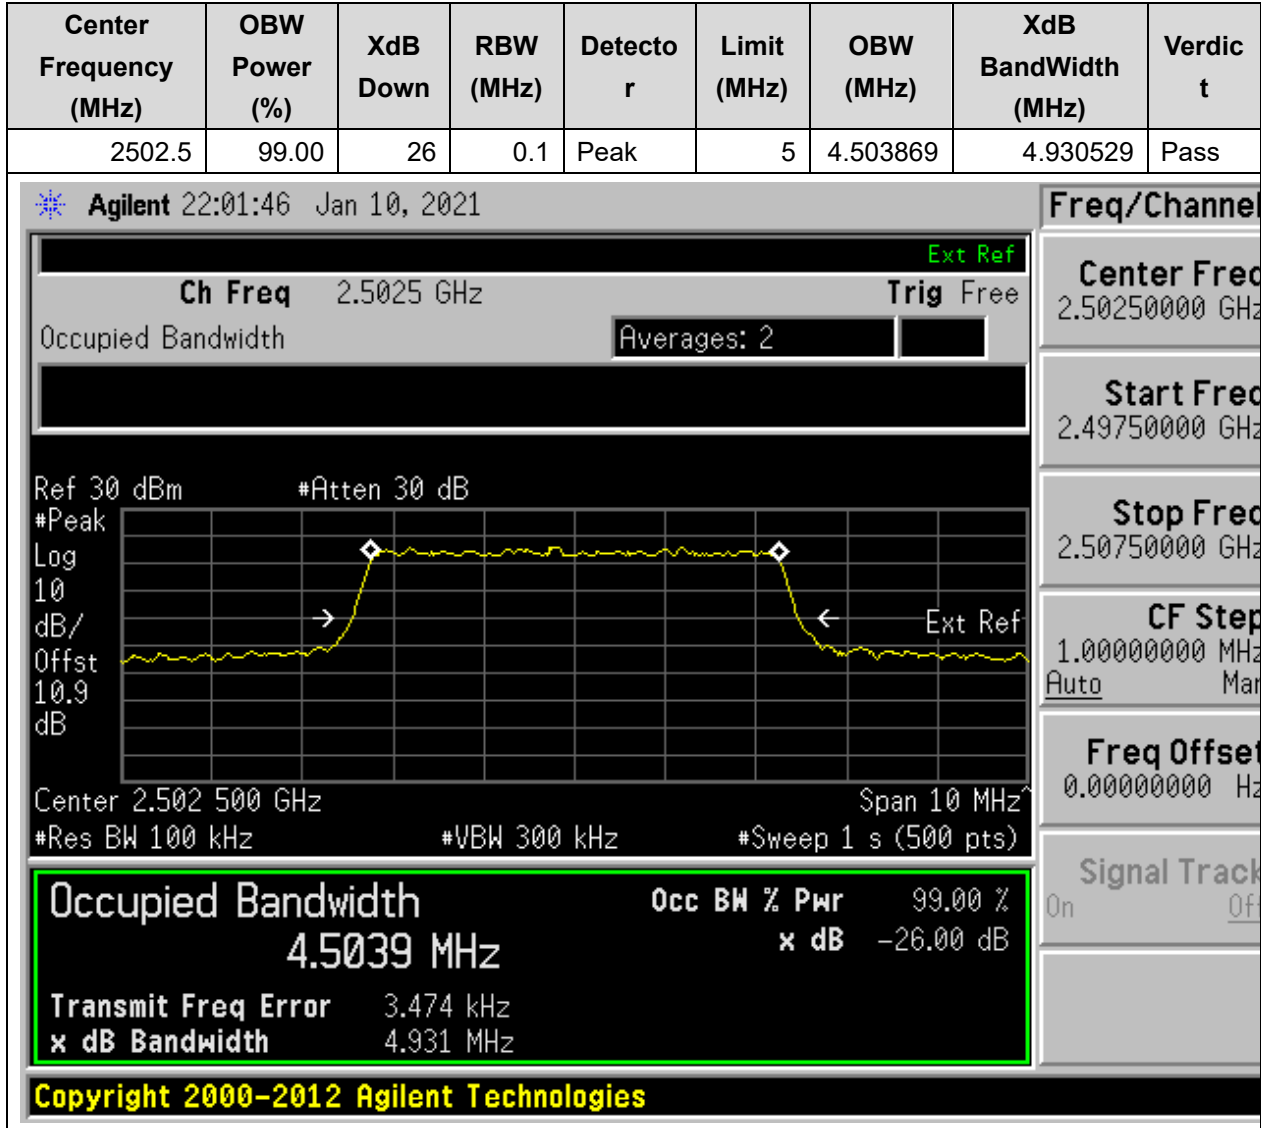 Center Frequency (MHz) OBW Power (%) XdB Down RBW (MHz) Detecto r Limit (MHz) OBW (MHz) XdB BandWidth (MHz) Verdic t
2502.5 99.00 26 0.1 Peak 5 4.503869 4.930529 Pass
Agilent 22:01:46 Jan 10, 2021
Ext Ref
Ch Freq 2.5025 GHz Trig Free
Occupied Bandwidth Averages: 2
Ref 30 dBm #Atten 30 dB
#Peak
Log
10
dB/
Offst
10.9
dB
Ext Ref
Center 2.502 500 GHz Span 10 MHz^
#Res BW 100 kHz #VBW 300 kHz #Sweep 1 s (500 pts)
Occupied Bandwidth Occ BW % Pwr 99.00 %
4.5039 MHz x dB -26.00 dB
Transmit Freq Error 3.474 kHz
x dB Bandwidth 4.931 MHz
Copyright 2000-2012 Agilent Technologies
Freq/Channel
Center Freq
2.50250000 GHz
Start Freq
2.49750000 GHz
Stop Freq
2.50750000 GHz
CF Step
1.00000000 MHz
Auto Man
Freq Offset
0.00000000 Hz
Signal Track
On Off